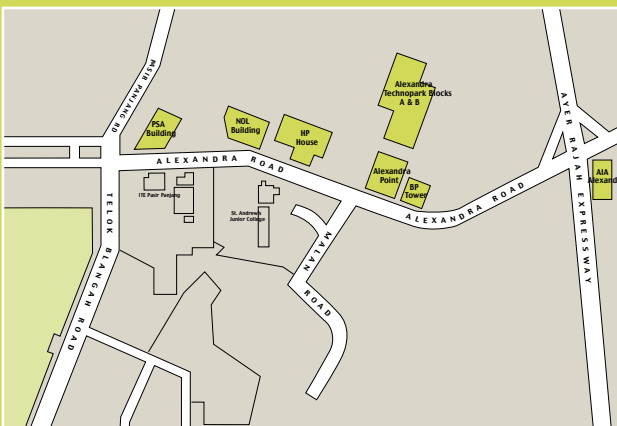 PASIR PANJANG RD
PSA
Building
NOL
Building
HP
House
Alexandra
Technopark Blocks
A & B
Alexandra
Point
BP
Tower
AIA
Alexand
ALEXANDRA ROAD
ALEXANDRA ROAD
AYER RAJAH EXPRESSWAY
ITE Pasir Panjang
St. Andrews
Junior College
MALAN ROAD
TELOK BLANGAH ROAD